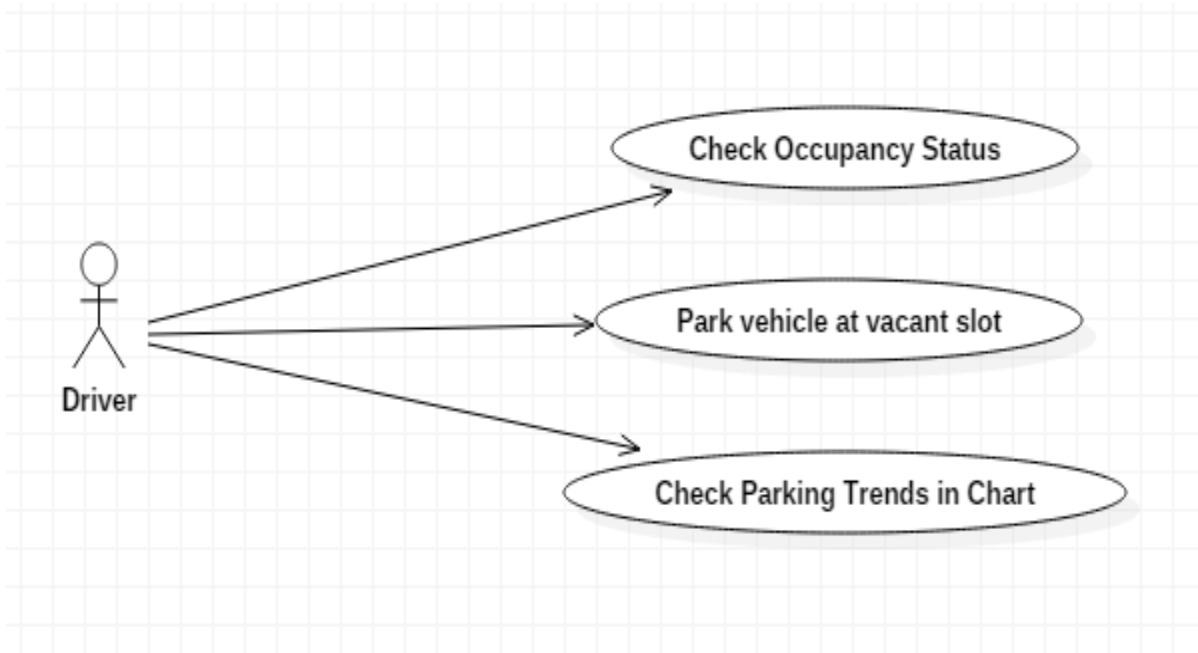 Check Occupancy Status
Park vehicle at vacant slot
Driver
Check Parking Trends in Chart